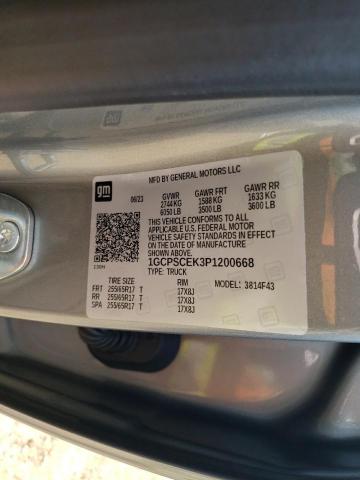 MFD BY GENERAL MOTORS LLC
gm
06/23 GVWR GAWR FRT GAWR RR
2744 KG 1588 KG 1633 KG
6050 LB 3500 LB 3600 LB
THIS VEHICLE CONFORMS TO ALL
APPLICABLE U.S. FEDERAL MOTOR
VEHICLE SAFETY STANDARDS IN
EFFECT ON THE DATE OF MANUFACTURE
SHOWN ABOVE.
1GCPSCEK3P1200668
TYPE: TRUCK
TIRE SIZE RIM MODEL: 3814F43
FRT 255/65R17 T 17X8J
RR 255/65R17 T 17X8J
SPA 255/65R17 T 17X8J